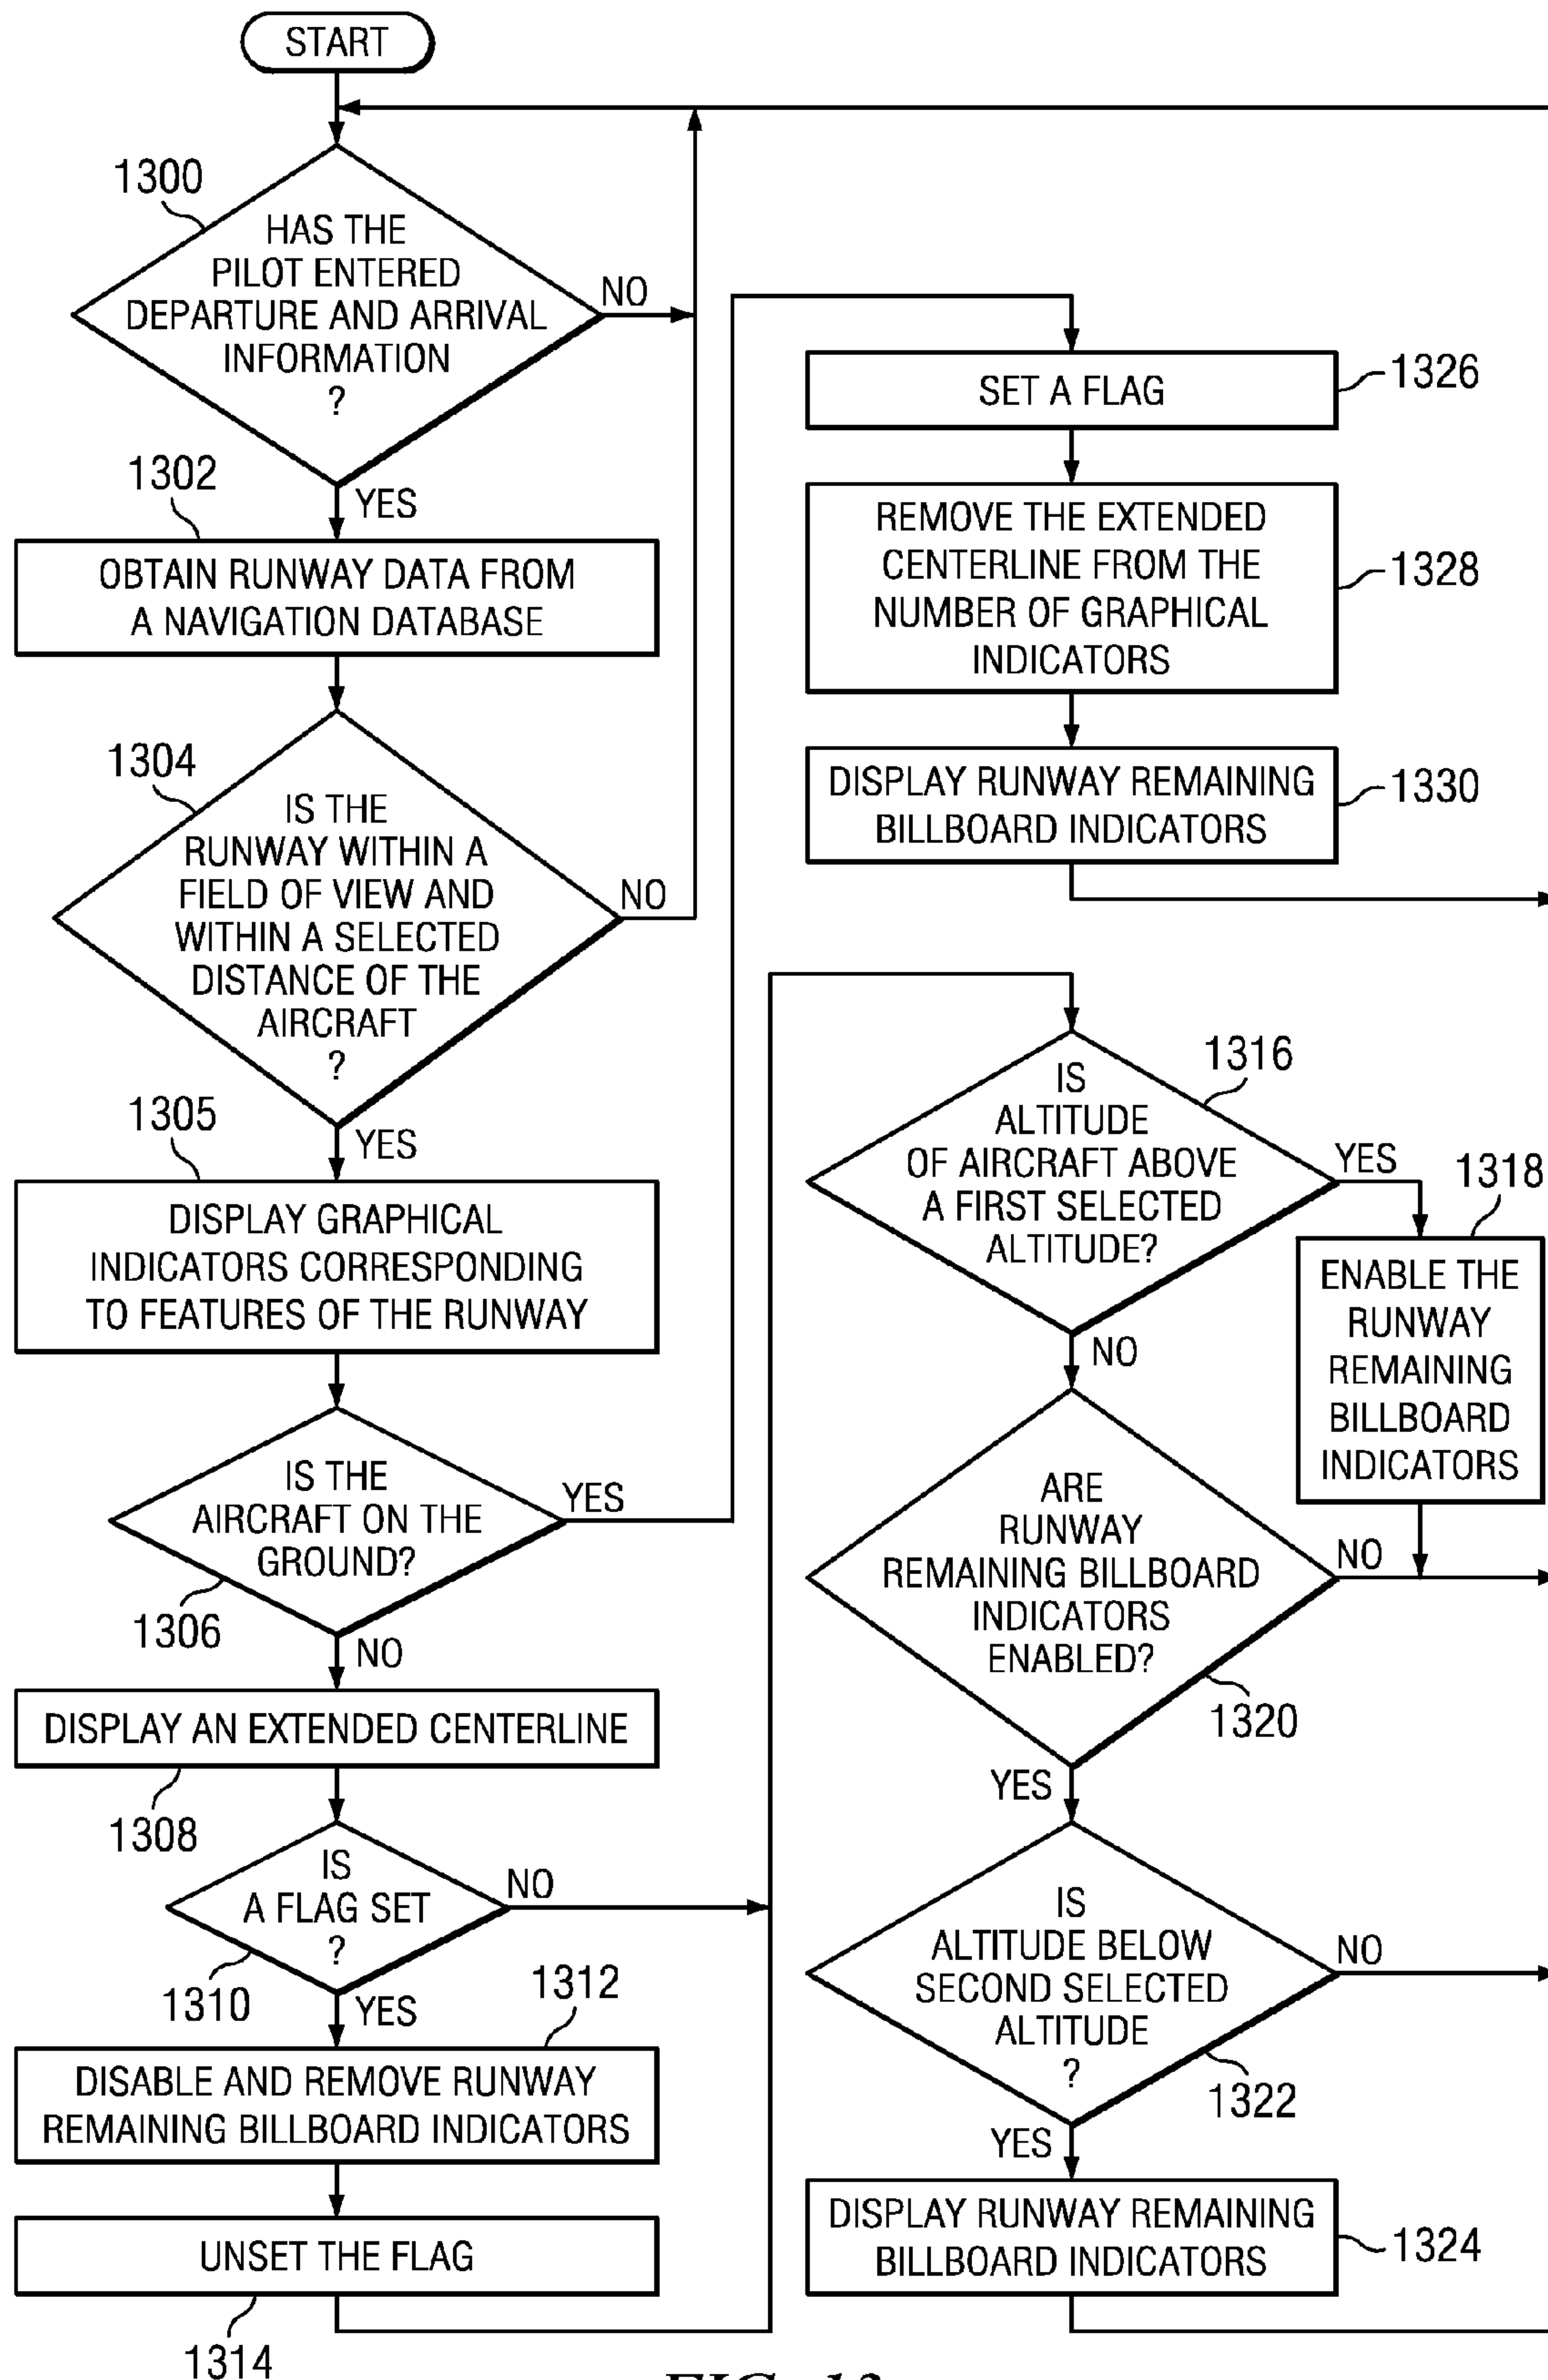 START
1300
HAS THE
PILOT ENTERED
DEPARTURE AND ARRIVAL
INFORMATION
?
NO
YES
1302
OBTAIN RUNWAY DATA FROM
A NAVIGATION DATABASE
1304
IS THE
RUNWAY WITHIN A
FIELD OF VIEW AND
WITHIN A SELECTED
DISTANCE OF THE
AIRCRAFT
?
NO
YES
1305
DISPLAY GRAPHICAL
INDICATORS CORRESPONDING
TO FEATURES OF THE RUNWAY
IS THE
AIRCRAFT ON THE
GROUND?
YES
1306
NO
DISPLAY AN EXTENDED CENTERLINE
1308
IS
A FLAG SET
?
NO
1310
YES
1312
DISABLE AND REMOVE RUNWAY
REMAINING BILLBOARD INDICATORS
UNSET THE FLAG
1314
SET A FLAG
1326
REMOVE THE EXTENDED
CENTERLINE FROM THE
NUMBER OF GRAPHICAL
INDICATORS
1328
DISPLAY RUNWAY REMAINING
BILLBOARD INDICATORS
1330
1316
IS
ALTITUDE
OF AIRCRAFT ABOVE
A FIRST SELECTED
ALTITUDE?
YES
1318
ENABLE THE
RUNWAY
REMAINING
BILLBOARD
INDICATORS
NO
ARE
RUNWAY
REMAINING BILLBOARD
INDICATORS
ENABLED?
NO
1320
YES
IS
ALTITUDE BELOW
SECOND SELECTED
ALTITUDE
?
NO
1322
YES
DISPLAY RUNWAY REMAINING
BILLBOARD INDICATORS
1324
FIG. 13